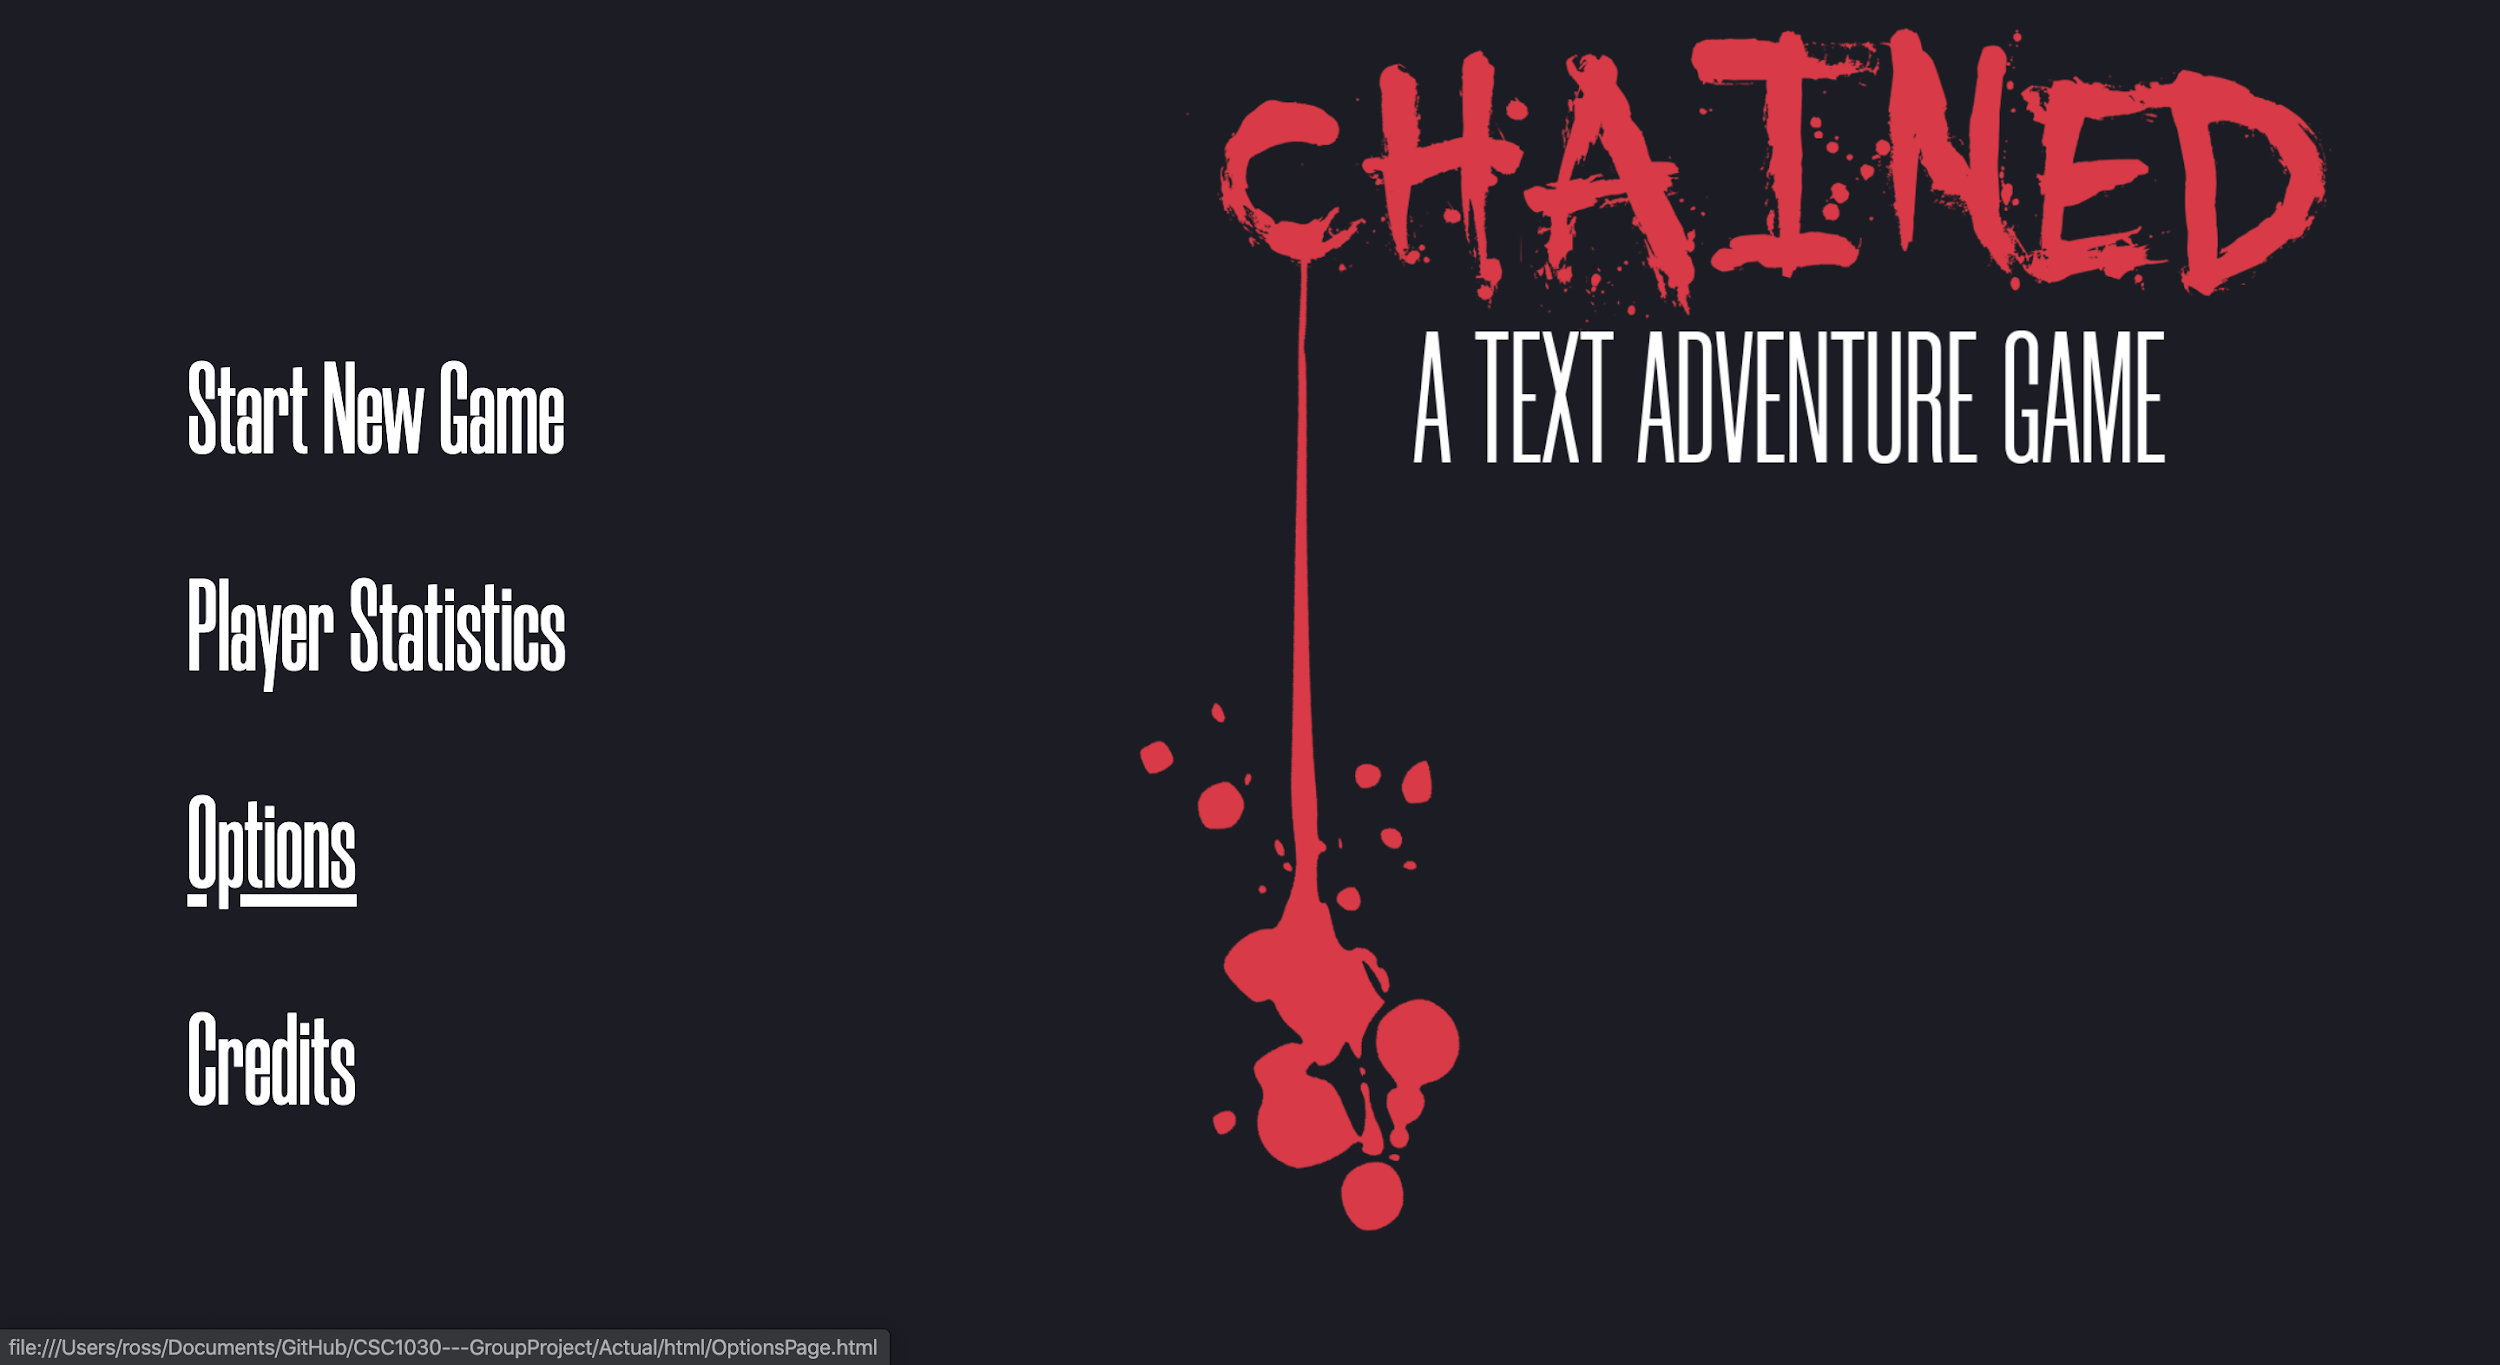 CHAINED
A TEXT ADVENTURE GAME
Start New Game
Player Statistics
Options
Credits
file:///Users/ross/Documents/GitHub/CSC1030---GroupProject/Actual/html/OptionsPage.html